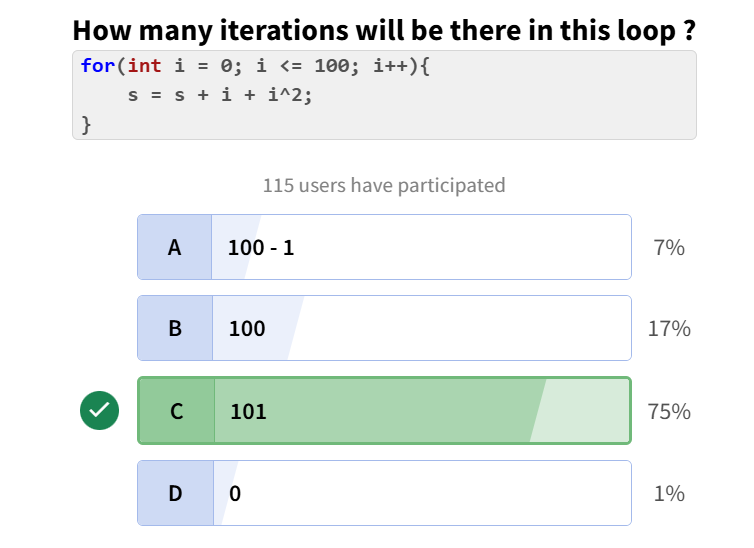 How many iterations will be there in this loop ?
for(int i = 0; i <= 100; i++){
    s = s + i + i^2;
}
115 users have participated
A 100 - 1 7%
B 100 17%
C 101 75%
D 0 1%